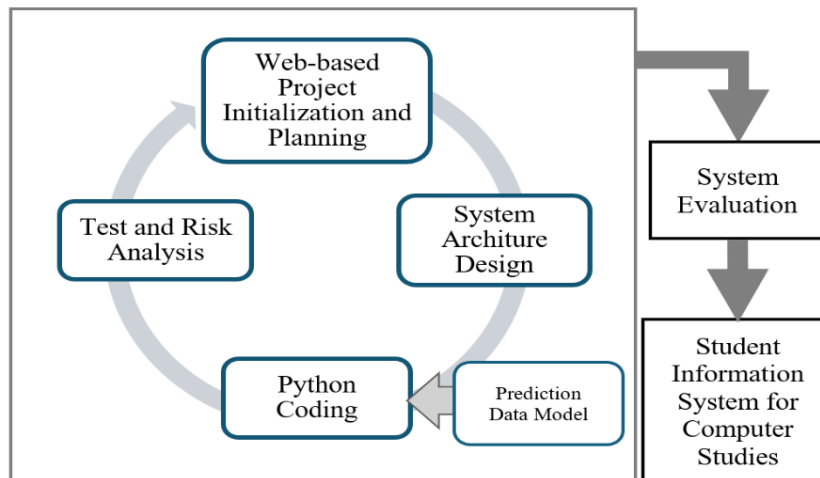 Web-based
Project
Initialization and
Planning
System
Evaluation
Test and Risk
Analysis
System
Architure
Design
Python
Coding
Prediction
Data Model
Student
Information
System for
Computer
Studies